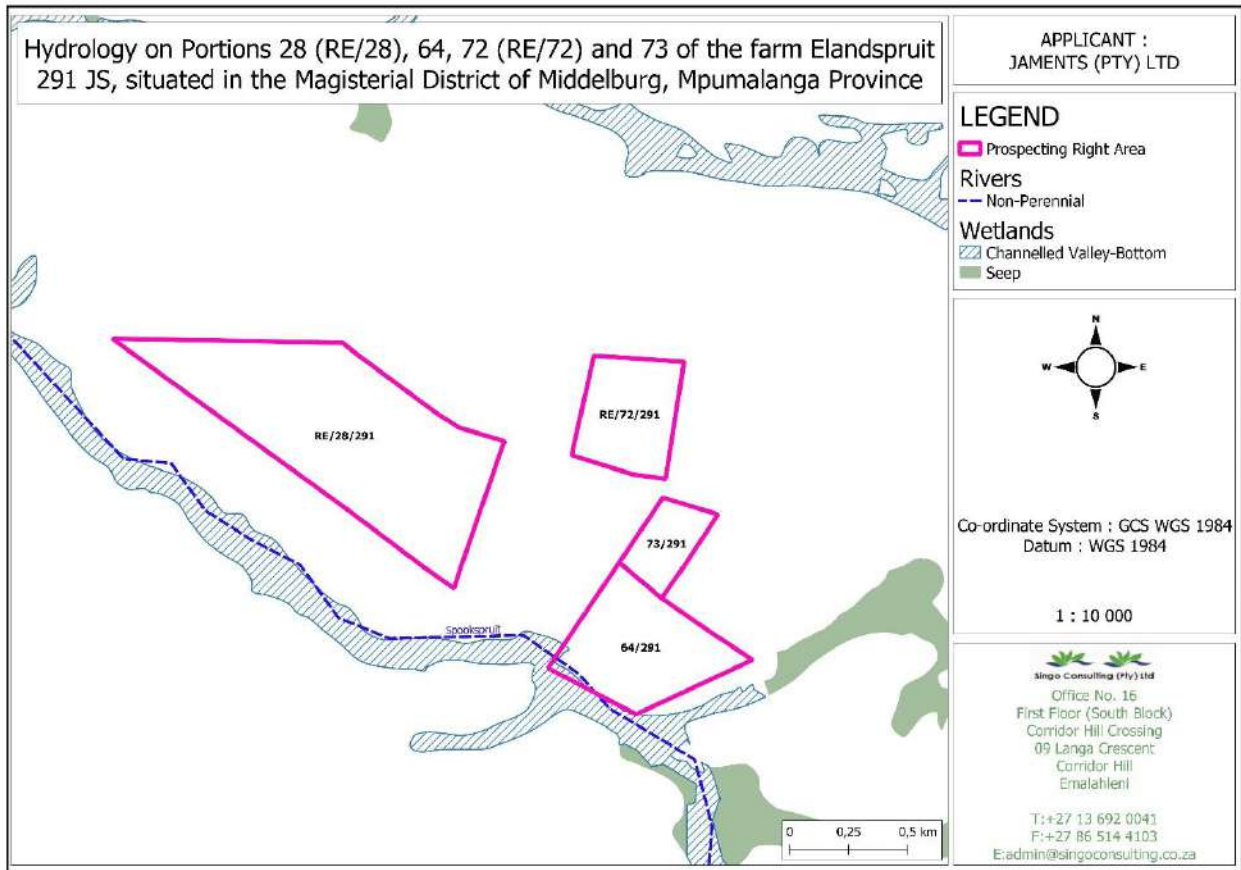 Hydrology on Portions 28 (RE/28), 64, 72 (RE/72) and 73 of the farm Elandspruit
291 JS, situated in the Magisterial District of Middelburg, Mpumalanga Province
APPLICANT :
JAMENTS (PTY) LTD
LEGEND
Prospecting Right Area
Rivers
Non-Perennial
Wetlands
Channelled Valley-Bottom
Seep
N
W
E
S
Co-ordinate System : GCS WGS 1984
Datum : WGS 1984
1 : 10 000
Singo Consulting (Pty) Ltd
Office No. 16
First Floor (South Block)
Corridor Hill Crossing
09 Langa Crescent
Corridor Hill
Emalahleni
T:+27 13 692 0041
F:+27 86 514 4103
E:admin@singoconsulting.co.za
RE/28/291
RE/72/291
73/291
64/291
Spookspruit
0 0,25 0,5 km